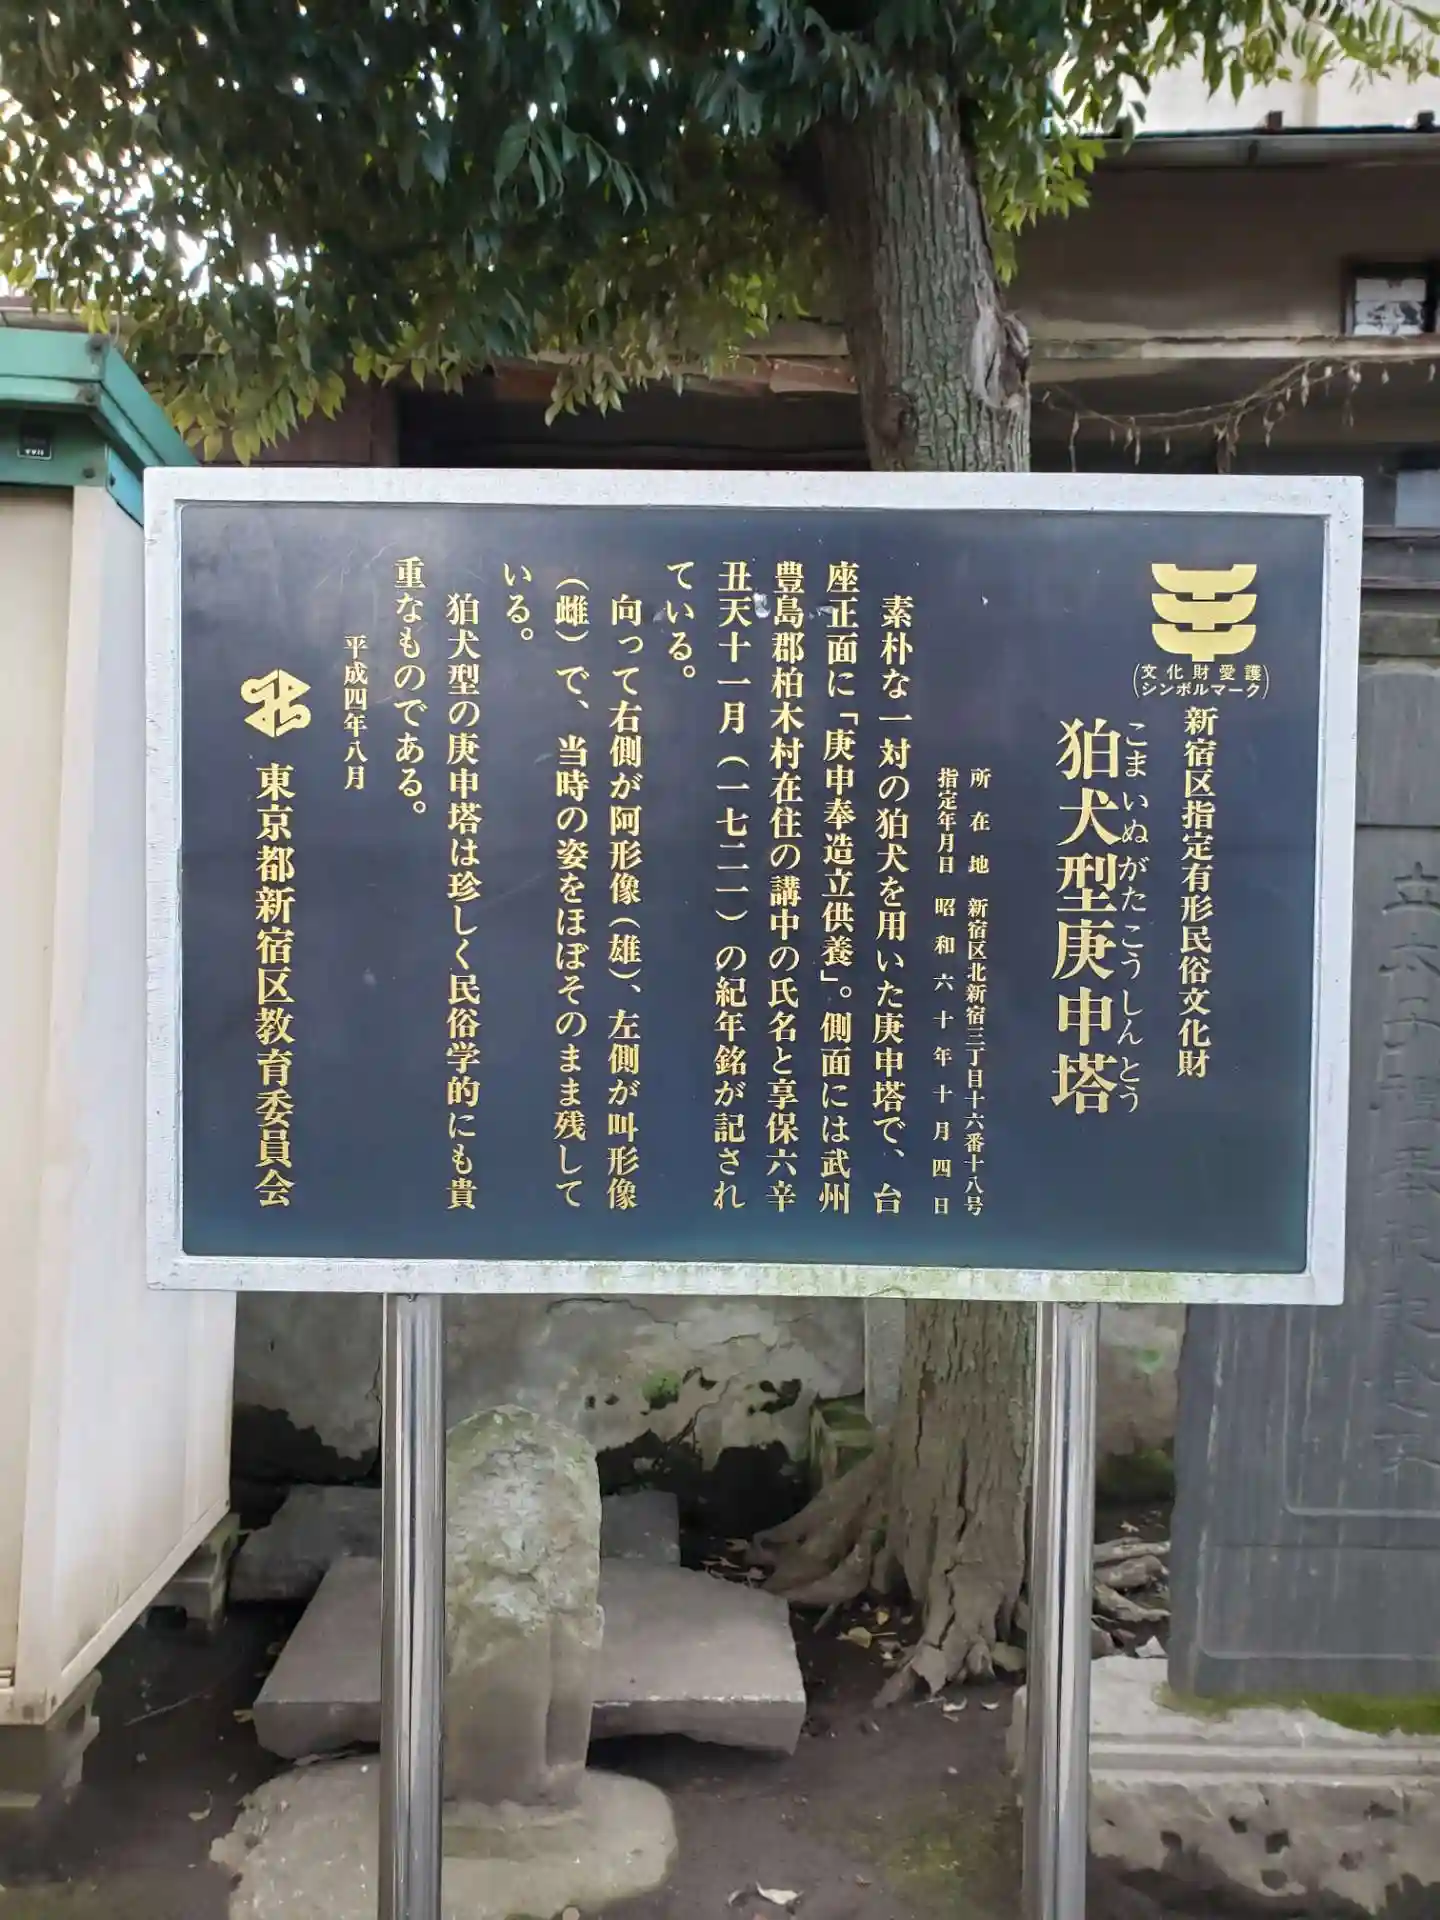 文化財愛護
シンボルマーク
新宿区指定有形民俗文化財
こまいぬがたこうしんとう
狛犬型庚申塔
所在地 新宿区北新宿三丁目十六番十八号
指定年月日 昭和六十年十月四日
素朴な一対の狛犬を用いた庚申塔で、台
座正面に「庚申奉造立供養」。側面には武州
豊島郡柏木村在住の講中の氏名と享保六辛
丑天十一月(一七二一)の紀年銘が記され
ている。
向って右側が阿形像(雄)、左側が叫形像
(雌)で、当時の姿をほぼそのまま残して
いる。
狛犬型の庚申塔は珍しく民俗学的にも貴
重なものである。
平成四年八月
東京都新宿区教育委員会